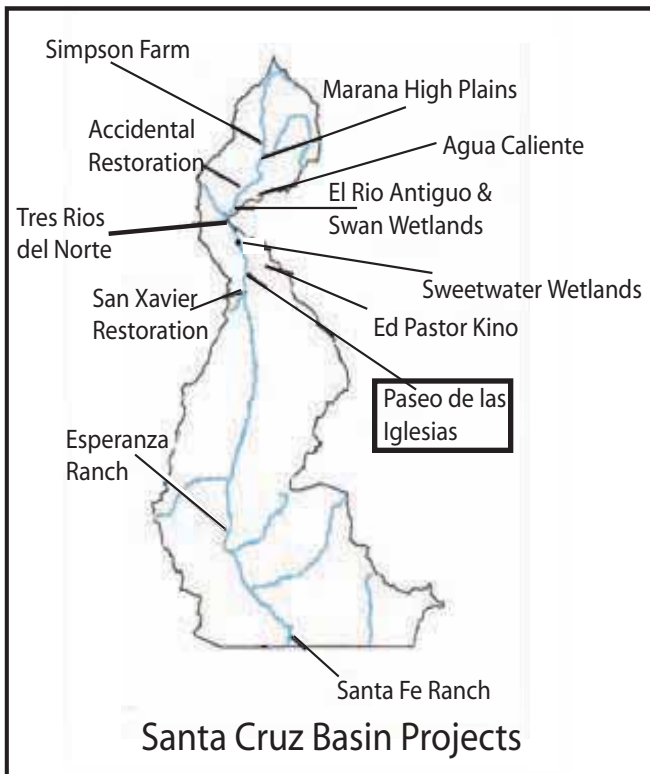 Simpson Farm
Marana High Plains
Accidental
Restoration
Agua Caliente
El Rio Antiguo &
Swan Wetlands
Tres Rios
del Norte
Sweetwater Wetlands
San Xavier
Restoration
Ed Pastor Kino
Paseo de las
Iglesias
Esperanza
Ranch
Santa Fe Ranch
Santa Cruz Basin Projects